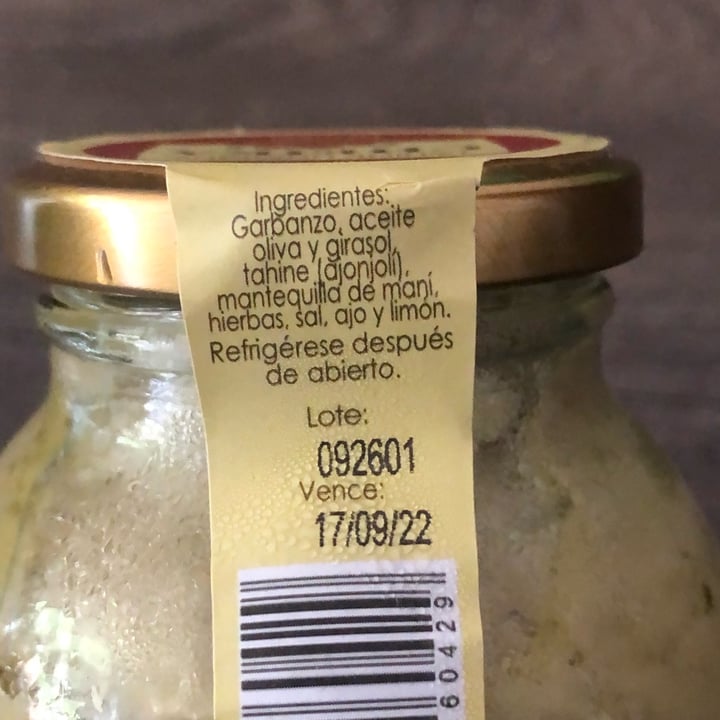 Ingredientes:
Garbanzo, aceite
oliva y girasol,
tahine (ajonjolí),
mantequilla de maní,
hierbas, sal, ajo y limón.
Refrigérese después
de abierto.
Lote:
092601
Vence:
17/09/22
60429